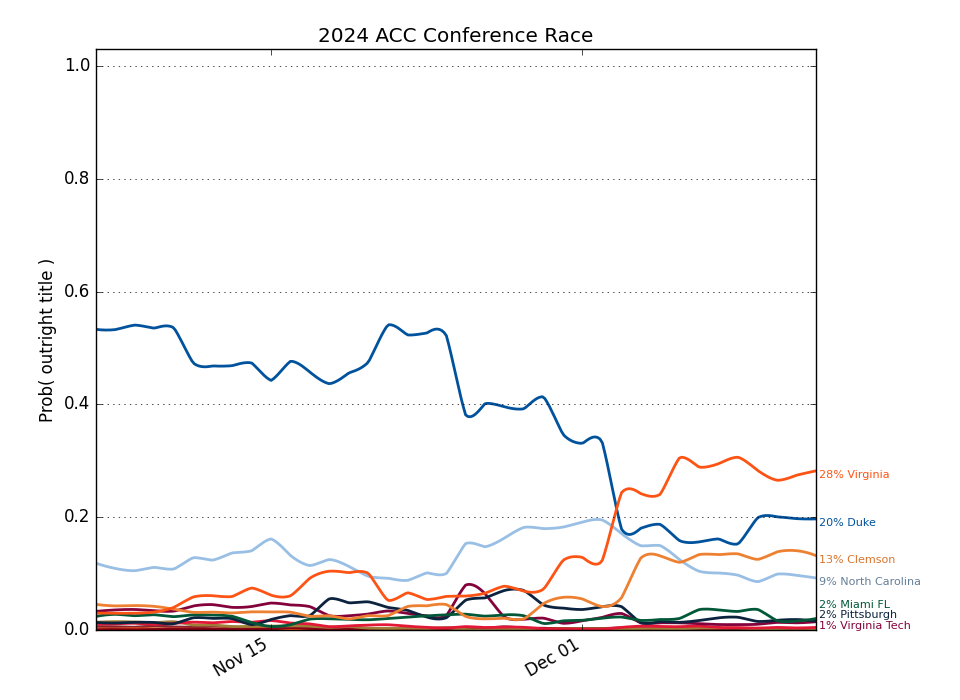 2024 ACC Conference Race
Prob( outright title )
1.0
0.8
0.6
0.4
0.2
0.0
Nov 15
Dec 01
28% Virginia
20% Duke
13% Clemson
9% North Carolina
2% Miami FL
2% Pittsburgh
1% Virginia Tech